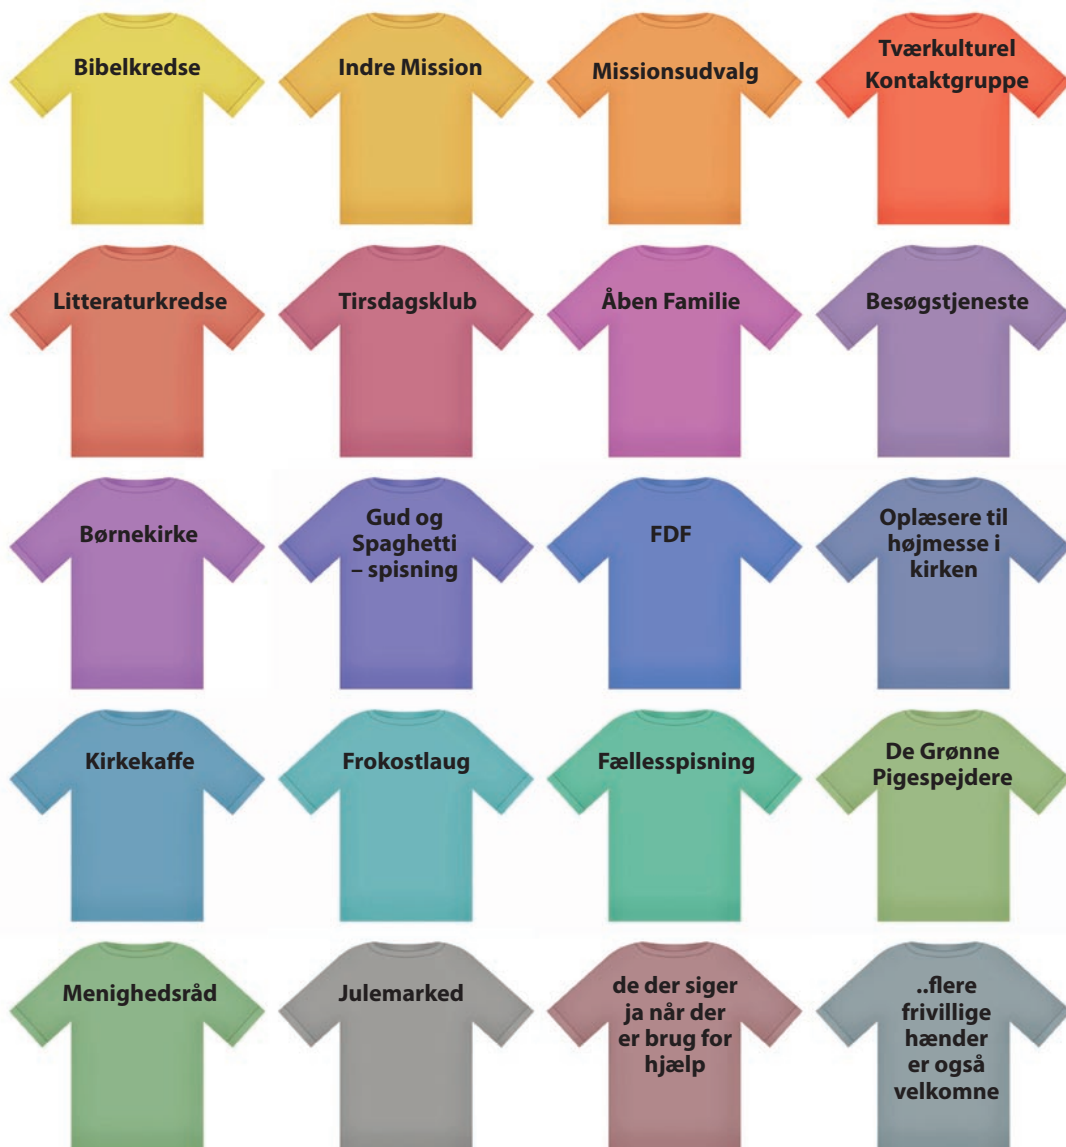 Bibelkredse
Indre Mission
Missionsudvalg
Tværkulturel
Kontaktgruppe
Litteraturkredse
Tirsdagsklub
Åben Familie
Besøgstjeneste
Børnekirke
Gud og
Spaghetti
– spisning
FDF
Oplæsere til
højmesse i
kirken
Kirkekaffe
Frokostlaug
Fællesspisning
De Grønne
Pigespejdere
Menighedsråd
Julemarked
de der siger
ja når der
er brug for
hjælp
..flere
frivillige
hænder
er også
velkomne